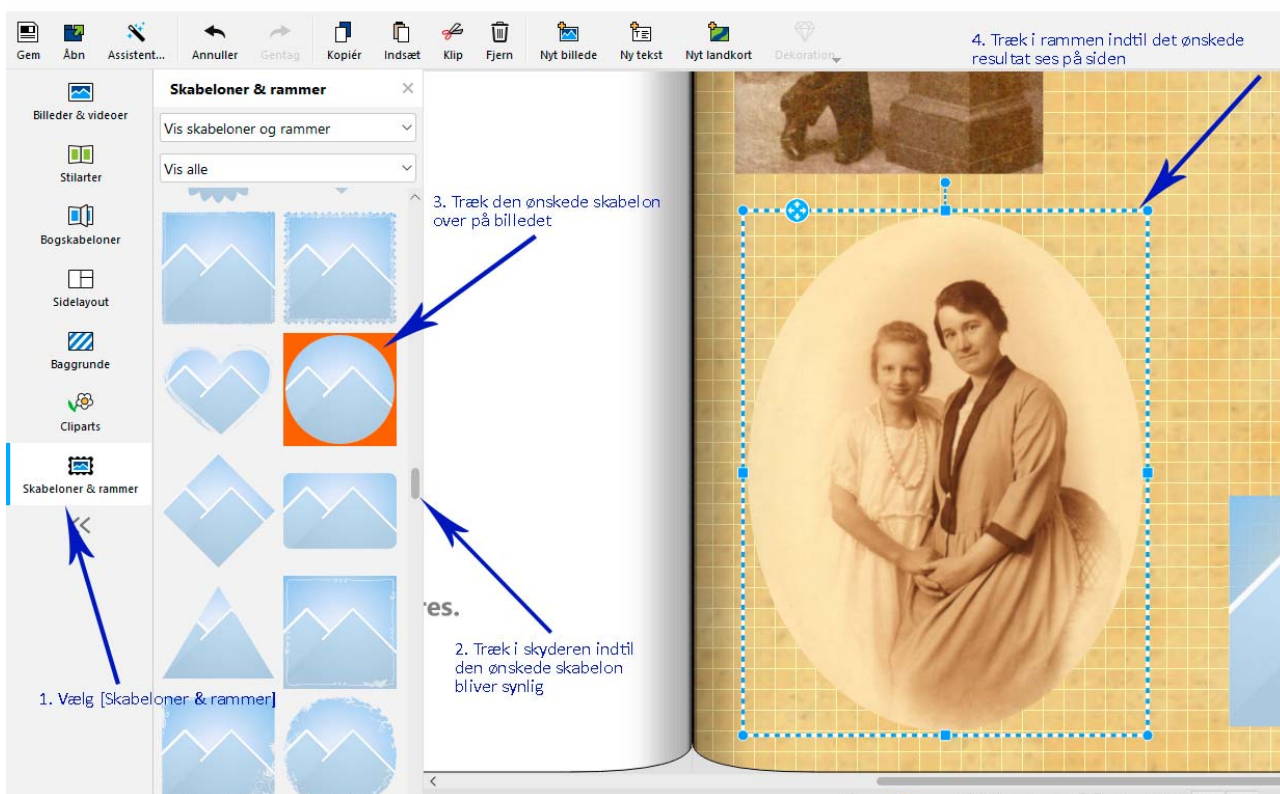 Gem
Åbn
Assistent...
Annuller
Gentag
Kopiér
Indsæt
Klip
Fjern
Nyt billede
Ny tekst
Nyt landkort
Dekoration
4. Træk i rammen indtil det ønskede
resultat ses på siden
Billeder & videoer
Stilarter
Bogskabeloner
Sidelayout
Baggrunde
Cliparts
Skabeloner & rammer
Skabeloner & rammer
Vis skabeloner og rammer
Vis alle
3. Træk den ønskede skabelon
over på billedet
res.
2. Træk i skyderen indtil
den ønskede skabelon
bliver synlig
1. Vælg [Skabeloner & rammer]